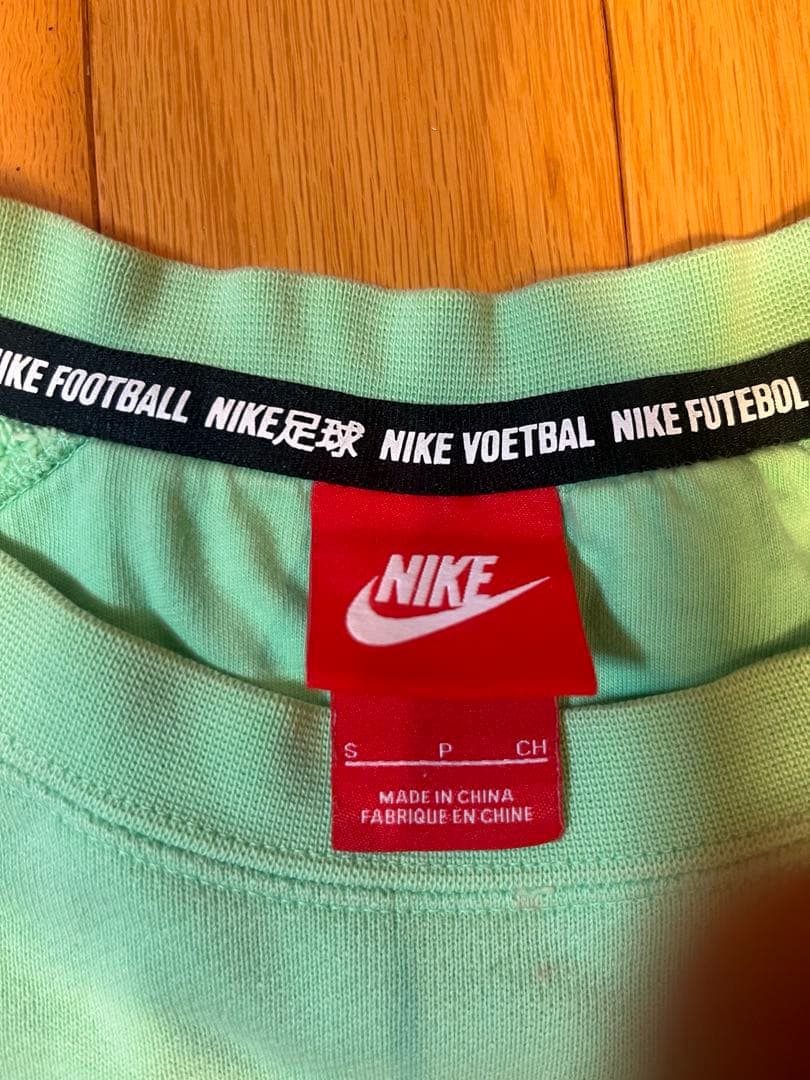 NIKE FOOTBALL NIKE足球 NIKE VOETBAL NIKE FUTEBOL
NIKE
S P CH
MADE IN CHINA
FABRIQUE EN CHINE